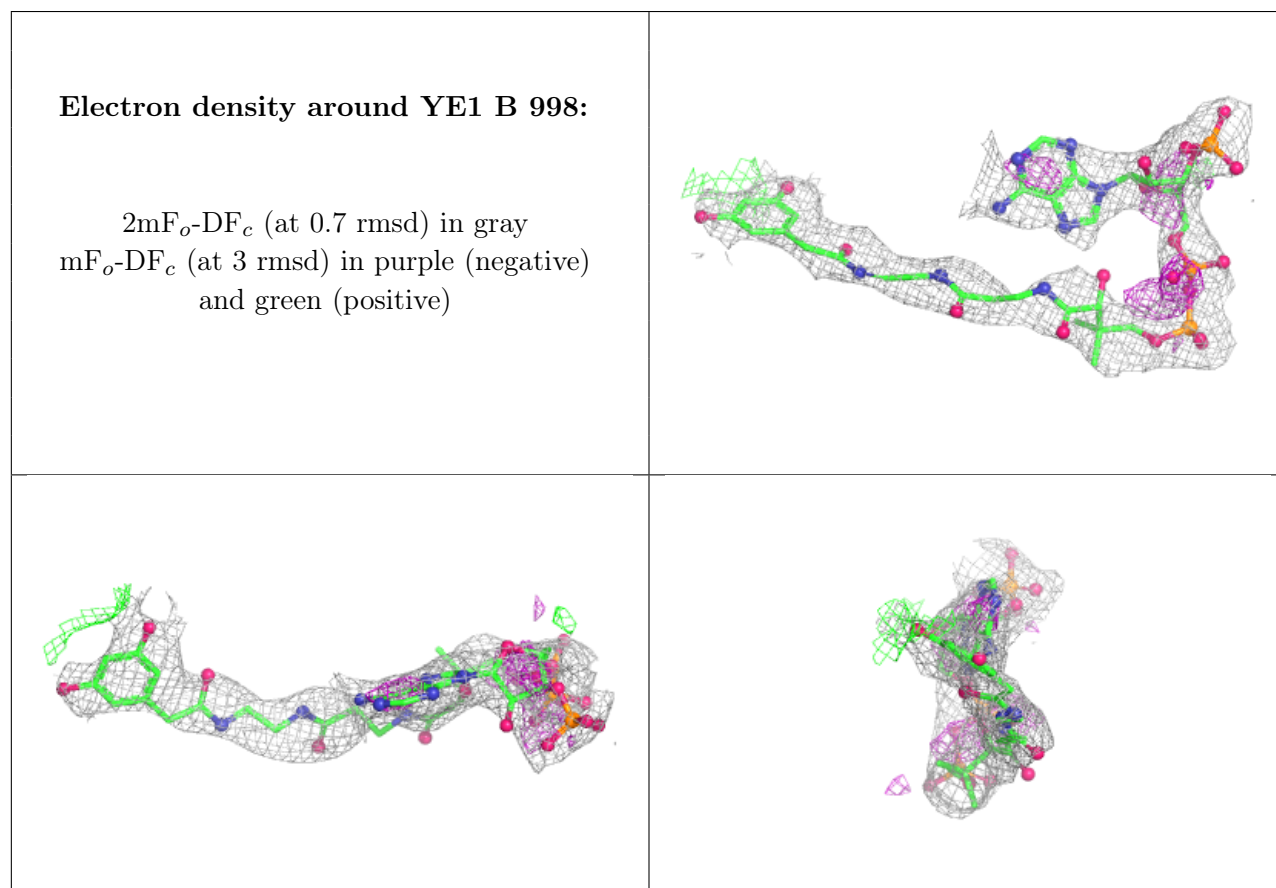 Electron density around YE1 B 998:
2mFo-DFc (at 0.7 rmsd) in gray
mFo-DFc (at 3 rmsd) in purple (negative)
and green (positive)